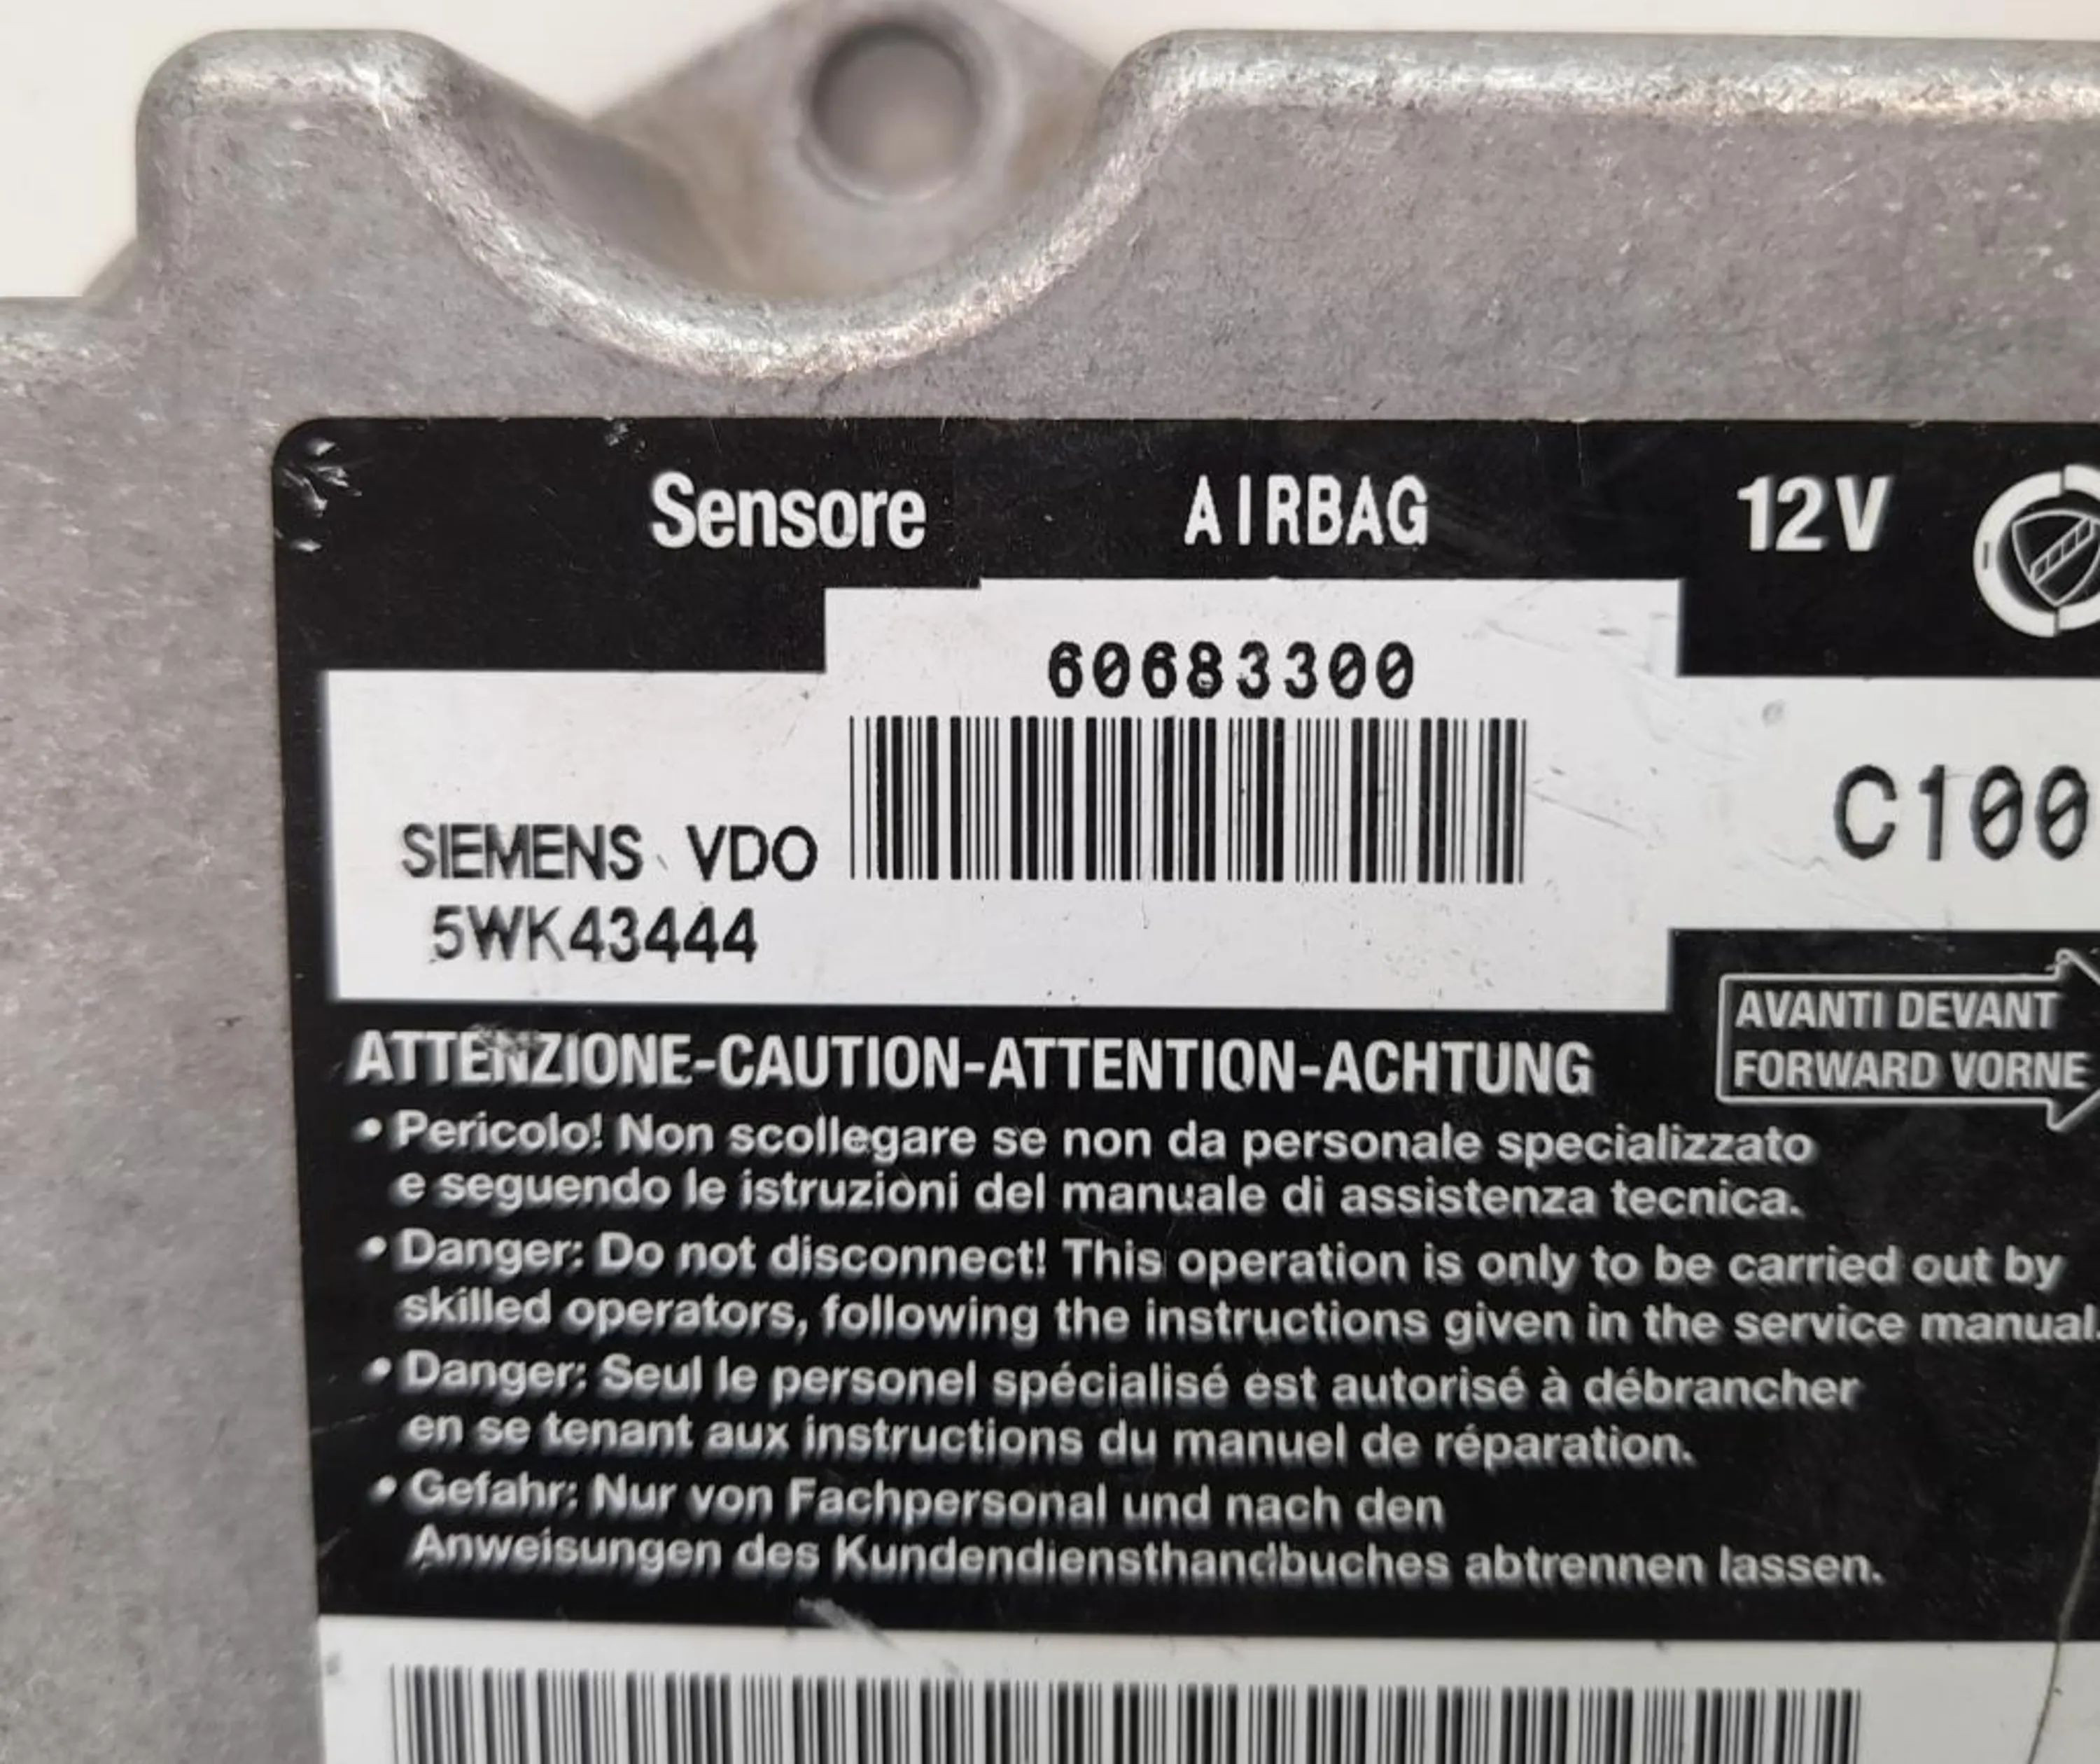 Sensore AIRBAG 12V
60683300
C100
SIEMENS VDO
5WK43444
AVANTI DEVANT
FORWARD VORNE
ATTENZIONE-CAUTION-ATTENTION-ACHTUNG
• Pericolo! Non scollegare se non da personale specializzato
e seguendo le istruzioni del manuale di assistenza tecnica.
• Danger: Do not disconnect! This operation is only to be carried out by
skilled operators, following the instructions given in the service manual.
• Danger: Seul le personel spécialisé est autorisé à débrancher
en se tenant aux instructions du manuel de réparation.
• Gefahr: Nur von Fachpersonal und nach den
Anweisungen des Kundendiensthandbuches abtrennen lassen.